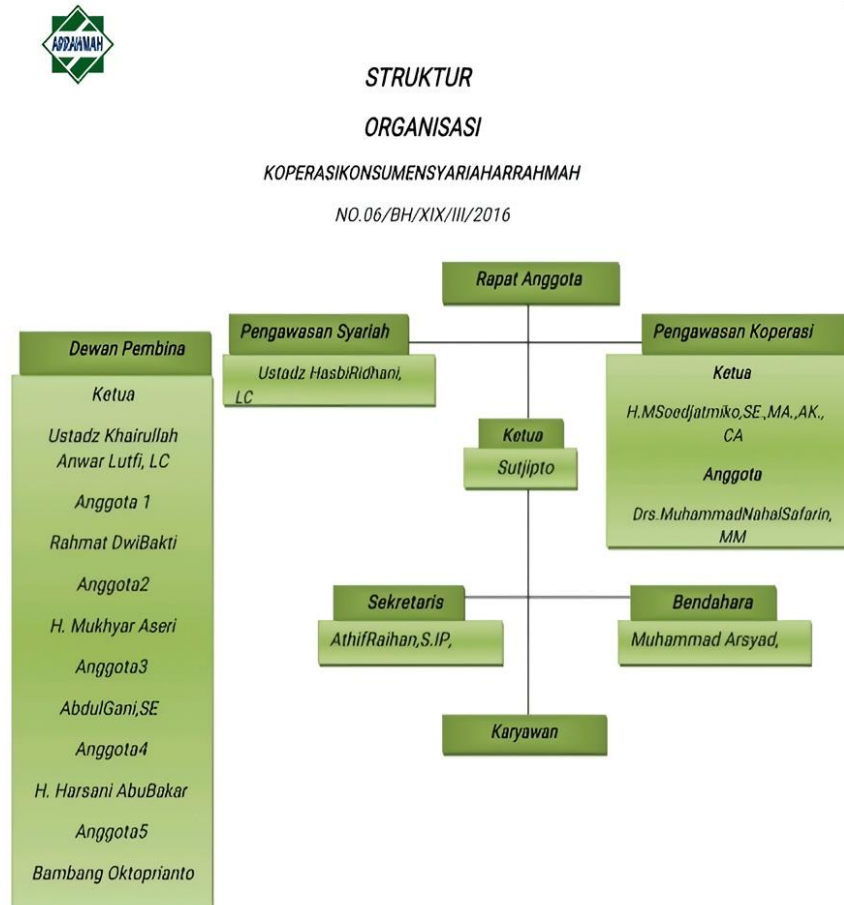 ARRAHMAH
STRUKTUR
ORGANISASI
KOPERASIKONSUMENSYARIAHARRAHMAH
NO.06/BH/XIX/III/2016
Rapat Anggota
Pengawasan Syariah
Ustadz HasbiRidhani,
LC
Pengawasan Koperasi
Ketua
H.MSoedjatmiko,SE.,MA.,AK.,
CA
Anggota
Drs.MuhammadNahalSafarin,
MM
Dewan Pembina
Ketua
Ustadz Khairullah
Anwar Lutfi, LC
Anggota 1
Rahmat DwiBakti
Anggota2
H. Mukhyar Aseri
Anggota3
AbdulGani,SE
Anggota4
H. Harsani AbuBakar
Anggota5
Bambang Oktoprianto
Ketua
Sutjipto
Sekretaris
AthifRaihan,S.IP,
Bendahara
Muhammad Arsyad,
Karyawan